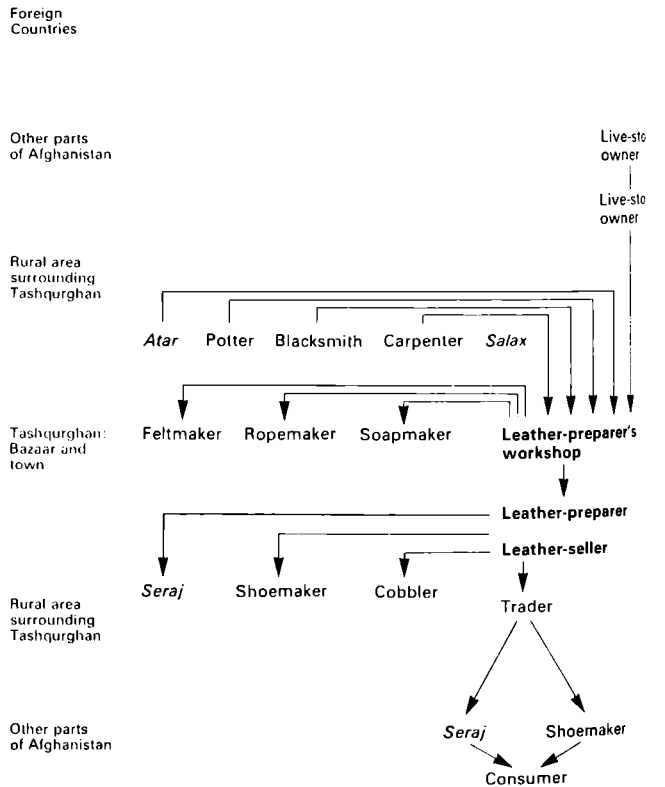 Foreign
Countries
Other parts
of Afghanistan
Live-sto
owner
Live-sto
owner
Rural area
surrounding
Tashqurghan
Atar Potter Blacksmith Carpenter Salax
Tashqurghan:
Bazaar and
town
Feltmaker Ropemaker Soapmaker
Leather-preparer's
workshop
Leather-preparer
Leather-seller
Seraj Shoemaker Cobbler
Trader
Rural area
surrounding
Tashqurghan
Other parts
of Afghanistan
Seraj Shoemaker
Consumer